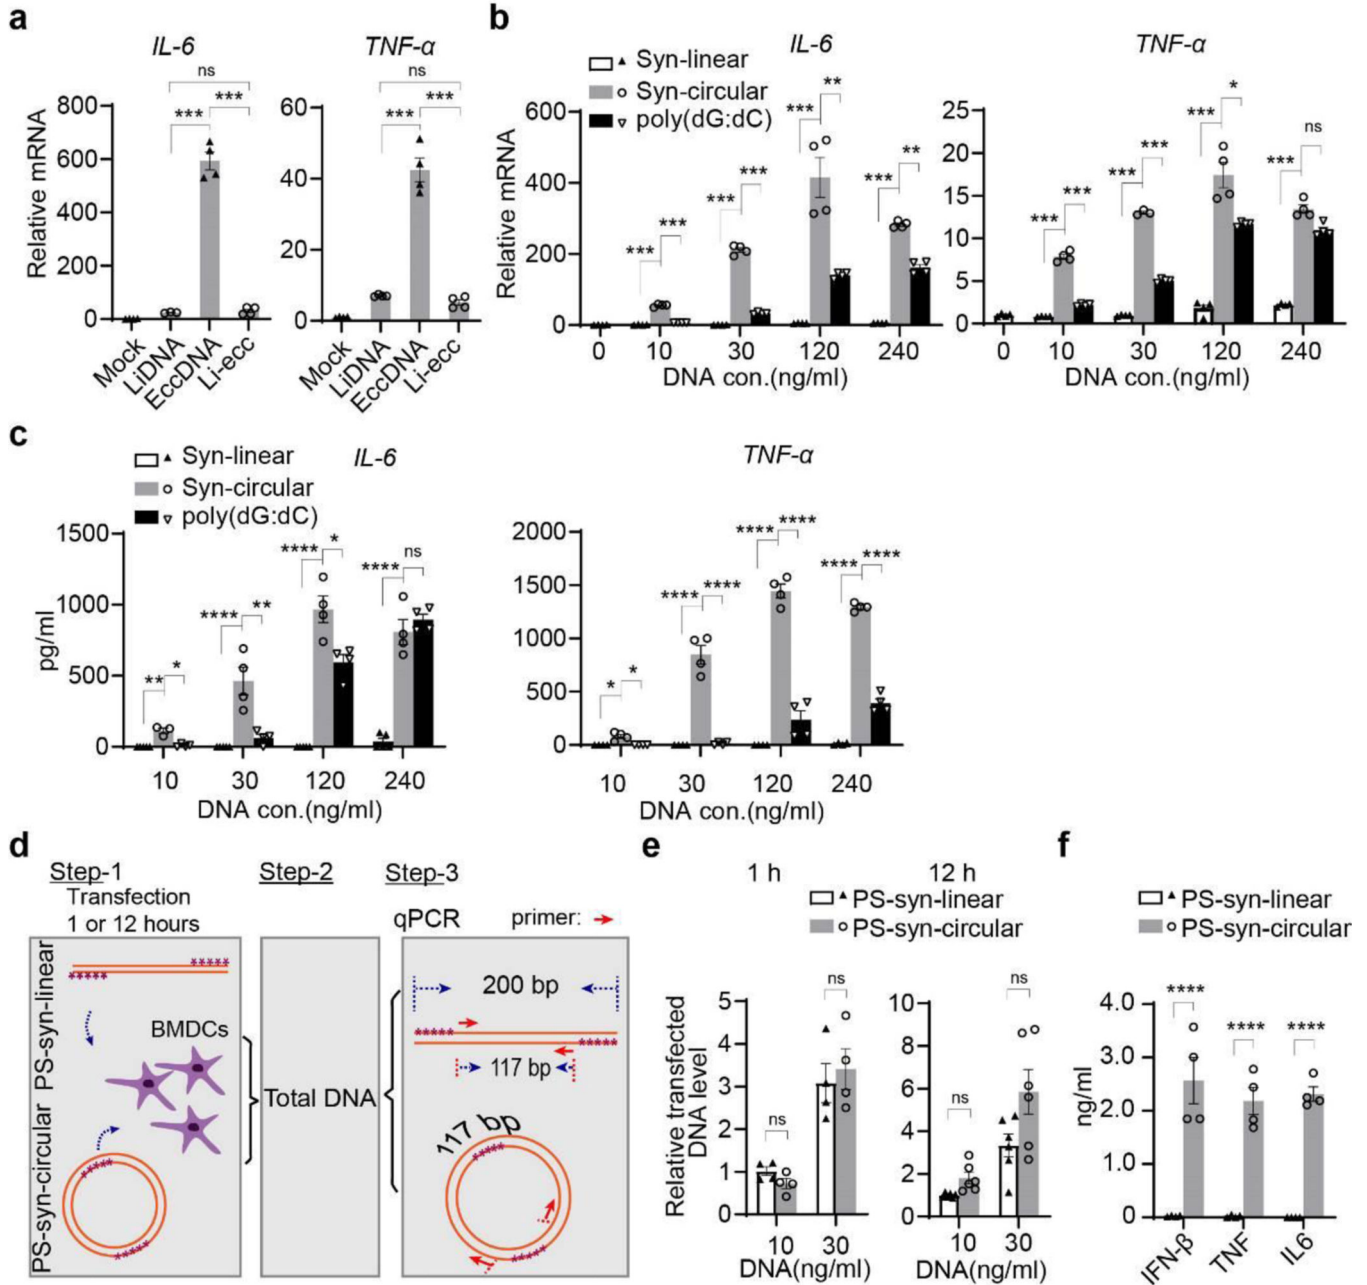 a
IL-6
TNF-α
ns
ns
***
***
***
***
Relative mRNA
800
600
400
200
0
60
40
20
0
Mock
LiDNA
EccDNA
Li-ecc
Mock
LiDNA
EccDNA
Li-ecc
b
Syn-linear
Syn-circular
poly(dG:dC)
IL-6
TNF-α
Relative mRNA
600
400
200
0
***
***
***
***
***
**
***
**
0
10
30
120
240
DNA con.(ng/ml)
25
20
15
10
5
0
***
***
***
***
***
*
***
ns
0
10
30
120
240
DNA con.(ng/ml)
c
Syn-linear
Syn-circular
poly(dG:dC)
IL-6
TNF-α
pg/ml
1500
1000
500
0
**
*
****
**
****
*
****
ns
10
30
120
240
DNA con.(ng/ml)
2000
1500
1000
500
0
*
*
****
****
****
****
****
****
10
30
120
240
DNA con.(ng/ml)
d
Step-1
Transfection
1 or 12 hours
Step-2
Step-3
qPCR
primer:
PS-syn-linear
PS-syn-circular
*****
*****
BMDCs
*****
*****
Total DNA
200 bp
*****
*****
117 bp
117 bp
*****
*****
e
1 h
12 h
PS-syn-linear
PS-syn-circular
Relative transfected
DNA level
5
4
3
2
1
0
ns
ns
10
30
DNA(ng/ml)
10
8
6
4
2
0
ns
ns
10
30
DNA(ng/ml)
f
PS-syn-linear
PS-syn-circular
ng/ml
4.0
3.0
2.0
1
0
****
****
****
IFN-β
TNF
IL6